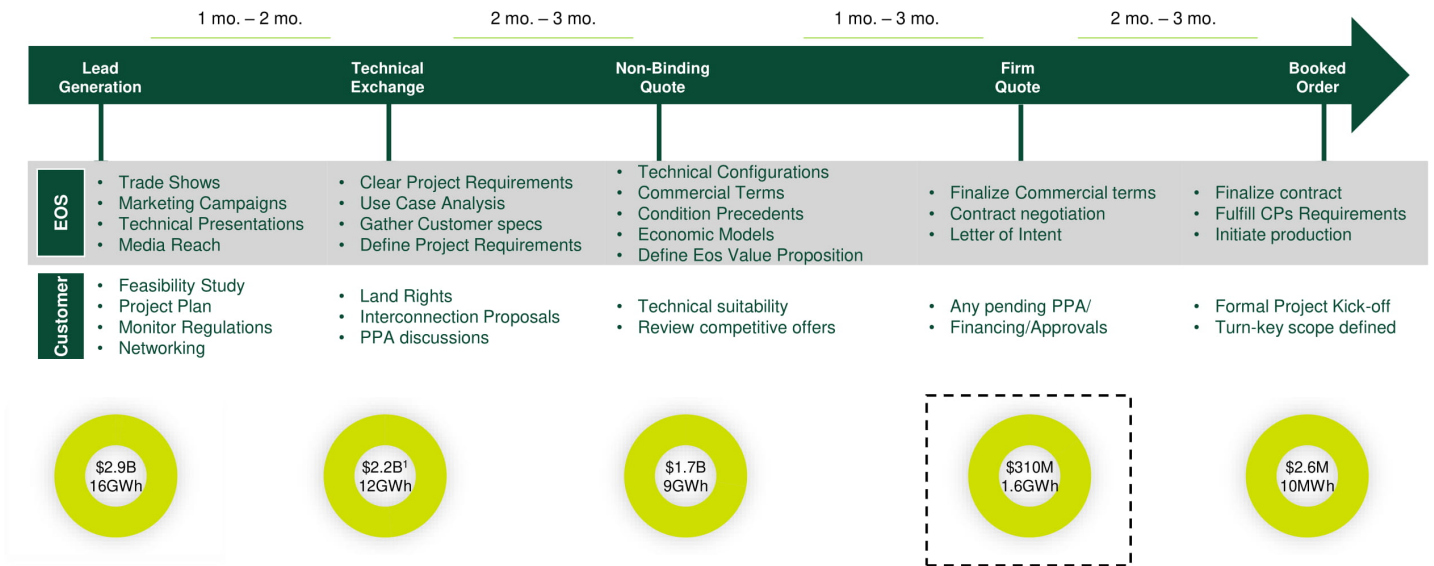 1 mo. – 2 mo.
2 mo. – 3 mo.
1 mo. – 3 mo.
2 mo. – 3 mo.
Lead
Generation
Technical
Exchange
Non-Binding
Quote
Firm
Quote
Booked
Order
EOS
• Trade Shows
• Marketing Campaigns
• Technical Presentations
• Media Reach
• Clear Project Requirements
• Use Case Analysis
• Gather Customer specs
• Define Project Requirements
• Technical Configurations
• Commercial Terms
• Condition Precedents
• Economic Models
• Define Eos Value Proposition
• Finalize Commercial terms
• Contract negotiation
• Letter of Intent
• Finalize contract
• Fulfill CPs Requirements
• Initiate production
Customer
• Feasibility Study
• Project Plan
• Monitor Regulations
• Networking
• Land Rights
• Interconnection Proposals
• PPA discussions
• Technical suitability
• Review competitive offers
• Any pending PPA/
• Financing/Approvals
• Formal Project Kick-off
• Turn-key scope defined
$2.9B
16GWh
$2.2B¹
12GWh
$1.7B
9GWh
$310M
1.6GWh
$2.6M
10MWh